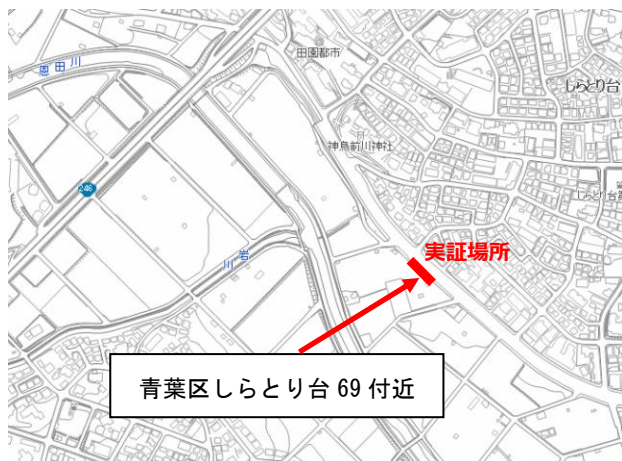 田園都市
恩田川
しらとり台
神鳥前川神社
246
しらとり台
実証場所
岩川
青葉区しらとり台 69 付近